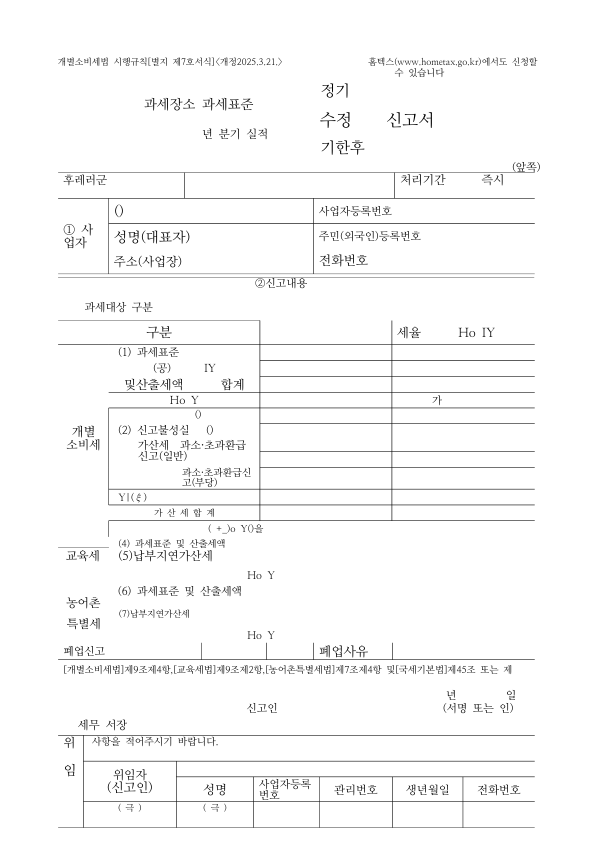 개별소비세법 시행규칙[별지 제7호서식]<개정2025.3.21.>
홈텍스(www.hometax.go.kr)에서도 신청할
수 있습니다
정기
과세장소 과세표준
수정 신고서
년 분기 실적
기한후
(앞쪽)
후레러군 처리기간 즉시
① 사
업자
() 사업자등록번호
성명(대표자) 주민(외국인)등록번호
주소(사업장) 전화번호
②신고내용
과세대상 구분
구분 세율 Ho IY
개별
소비세
(1) 과세표준
(공) IY
및산출세액 합계
Ho Y 가
()
(2) 신고불성실 ()
가산세 과소·초과환급
신고(일반)
과소·초과환급신
고(부당)
Y|(ξ)
가 산 세 합 계
( +_)o Y()을
교육세
(4) 과세표준 및 산출세액
(5)납부지연가산세
Ho Y
농어촌
특별세
(6) 과세표준 및 산출세액
(7)납부지연가산세
Ho Y
폐업신고 폐업사유
[개별소비세법]제9조제4항,[교육세법]제9조제2항,[농어촌특별세법]제7조제4항 및[국세기본법]제45조 또는 제
년 일
신고인 (서명 또는 인)
세무 서장
위
임
사항을 적어주시기 바랍니다.
위임자
(신고인)
성명
사업자등록
번호
관리번호
생년월일
전화번호
( 극 ) ( 극 )